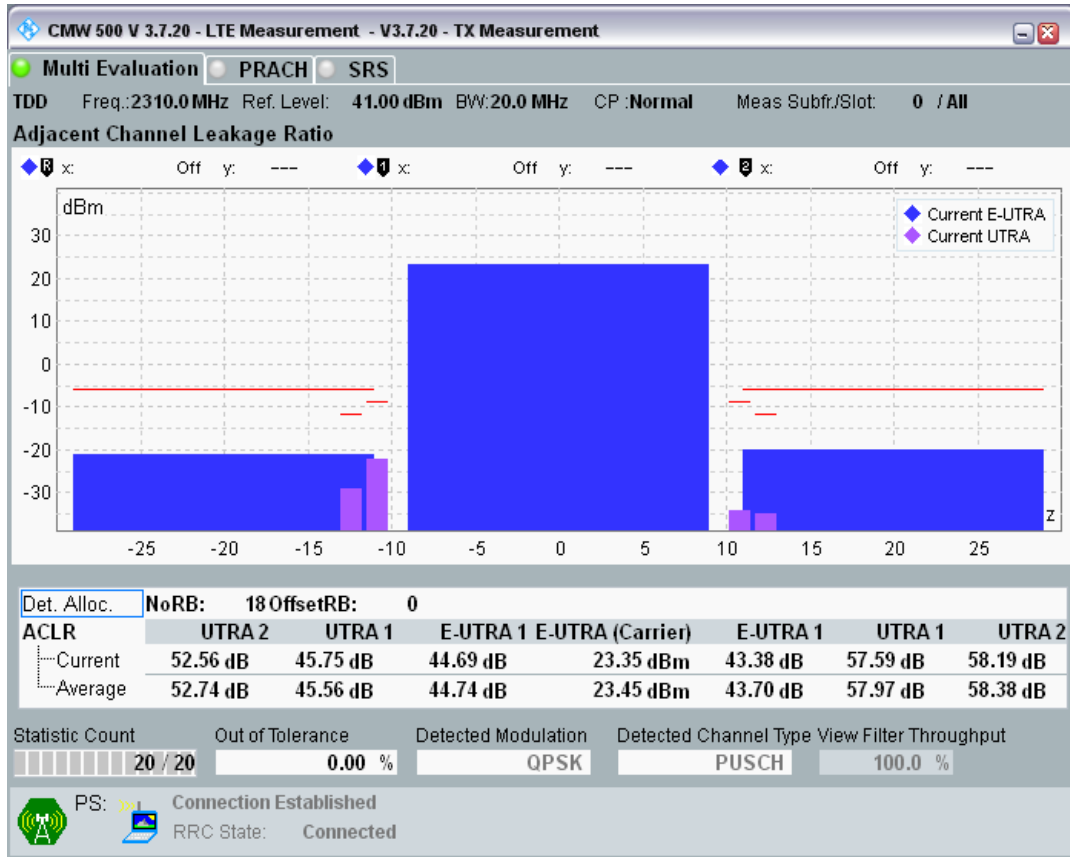 CMW 500 V 3.7.20 - LTE Measurement - V3.7.20 - TX Measurement
Multi Evaluation PRACH SRS
TDD Freq.:2310.0 MHz Ref. Level: 41.00 dBm BW:20.0 MHz CP :Normal Meas Subfr./Slot: 0 / All
Adjacent Channel Leakage Ratio
R x: Off y: --- 1 x: Off y: --- 2 x: Off y: ---
dBm
Current E-UTRA
Current UTRA
30
20
10
0
-10
-20
-30
z
-25 -20 -15 -10 -5 0 5 10 15 20 25
Det. Alloc. NoRB: 18 OffsetRB: 0
ACLR UTRA 2 UTRA 1 E-UTRA 1 E-UTRA (Carrier) E-UTRA 1 UTRA 1 UTRA 2
Current 52.56 dB 45.75 dB 44.69 dB 23.35 dBm 43.38 dB 57.59 dB 58.19 dB
Average 52.74 dB 45.56 dB 44.74 dB 23.45 dBm 43.70 dB 57.97 dB 58.38 dB
Statistic Count Out of Tolerance Detected Modulation Detected Channel Type View Filter Throughput
20 / 20 0.00 % QPSK PUSCH 100.0 %
PS: Connection Established
RRC State: Connected